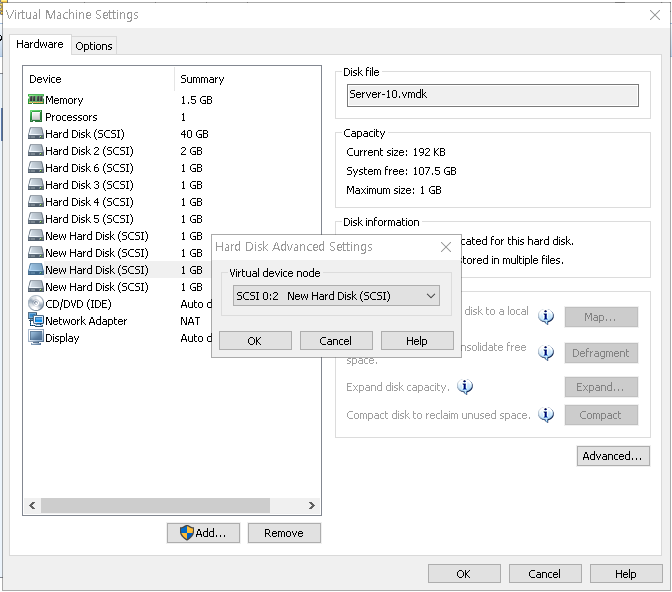 Virtual Machine Settings
Hardware
Options
Device Summary
Memory 1.5 GB
Processors 1
Hard Disk (SCSI) 40 GB
Hard Disk 2 (SCSI) 2 GB
Hard Disk 6 (SCSI) 1 GB
Hard Disk 3 (SCSI) 1 GB
Hard Disk 4 (SCSI) 1 GB
Hard Disk 5 (SCSI) 1 GB
New Hard Disk (SCSI) 1 GB
New Hard Disk (SCSI) 1 GB
New Hard Disk (SCSI) 1 GB
New Hard Disk (SCSI) 1 GB
CD/DVD (IDE) Auto d
Network Adapter NAT
Display Auto d
Add...
Remove
Disk file
Server-10.vmdk
Capacity
Current size: 192 KB
System free: 107.5 GB
Maximum size: 1 GB
Disk information
cated for this hard disk.
stored in multiple files.
disk to a local
Map...
nsolidate free
space.
Defragment
Expand disk capacity.
Expand...
Compact disk to reclaim unused space.
Compact
Advanced...
Hard Disk Advanced Settings
Virtual device node
SCSI 0:2 New Hard Disk (SCSI)
OK
Cancel
Help
OK
Cancel
Help